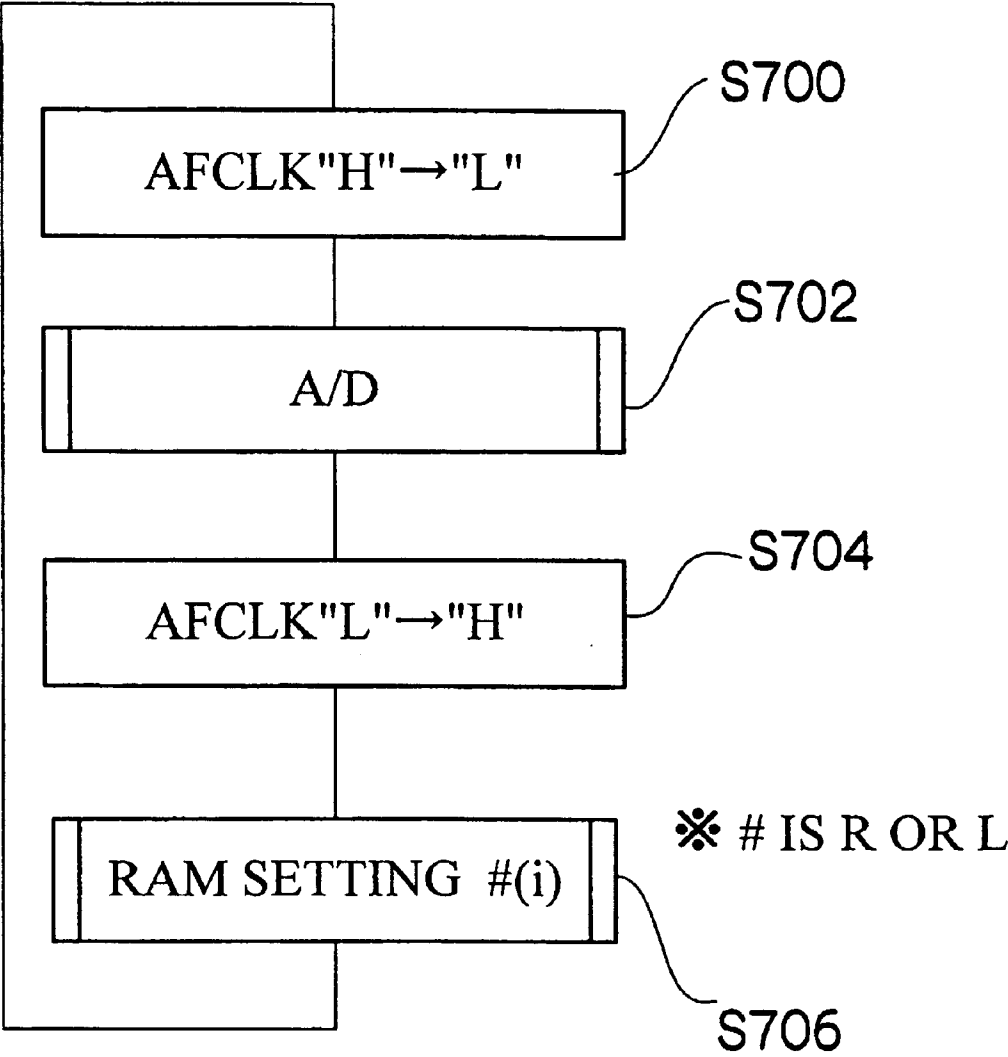 S700
AFCLK"H"→"L"
S702
A/D
S704
AFCLK"L"→"H"
※ # IS R OR L
RAM SETTING #(i)
S706